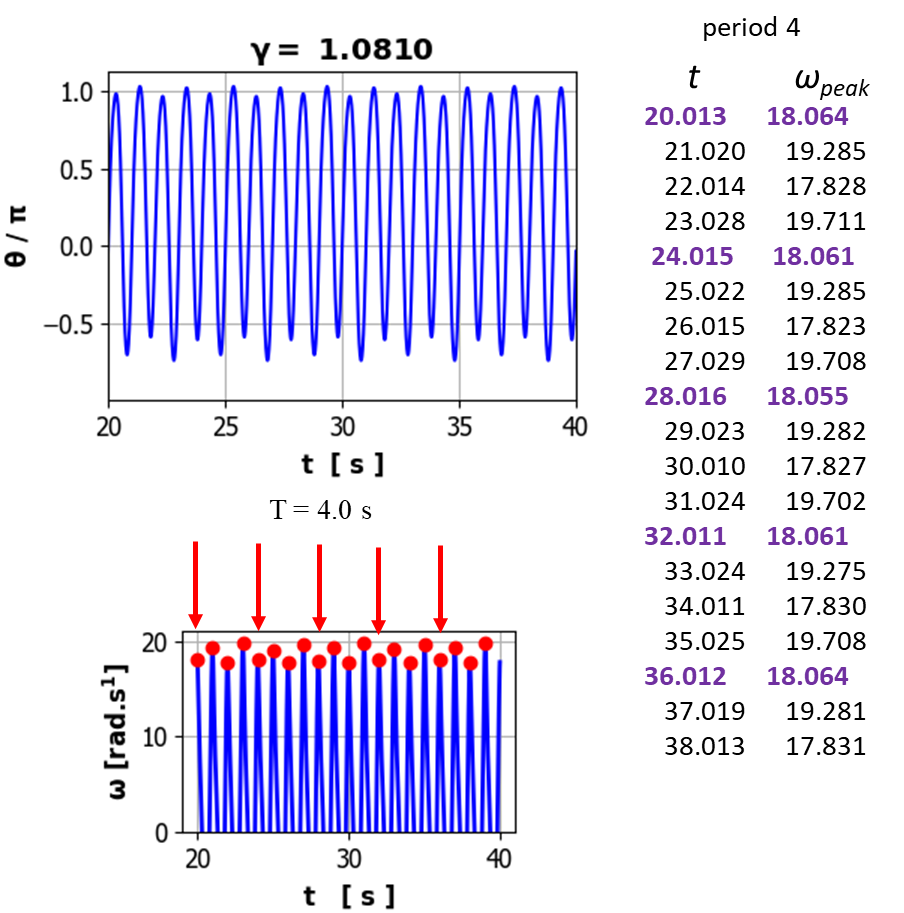 γ = 1.0810
1.0
0.5
0.0
−0.5
θ / π
20 25 30 35 40
t [ s ]
T = 4.0 s
20
10
0
ω [rad.s¹]
20 30 40
t [ s ]
period 4
t ω_peak
20.013 18.064
21.020 19.285
22.014 17.828
23.028 19.711
24.015 18.061
25.022 19.285
26.015 17.823
27.029 19.708
28.016 18.055
29.023 19.282
30.010 17.827
31.024 19.702
32.011 18.061
33.024 19.275
34.011 17.830
35.025 19.708
36.012 18.064
37.019 19.281
38.013 17.831